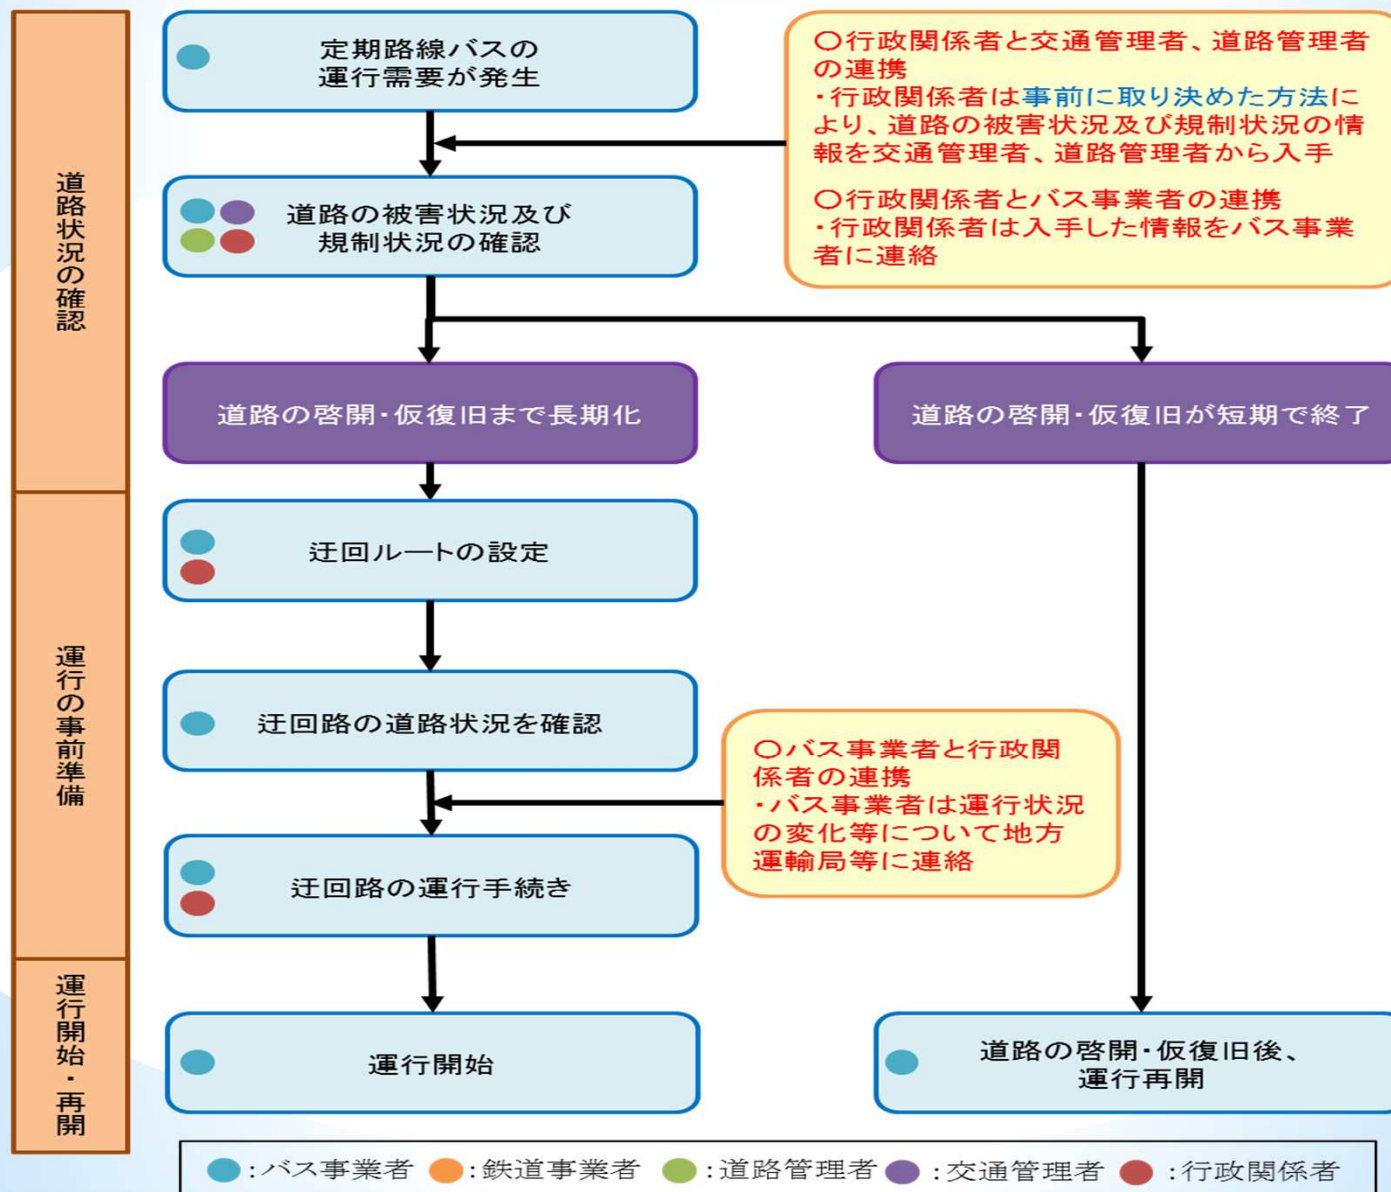 道路状況の確認
定期路線バスの
運行需要が発生
〇行政関係者と交通管理者、道路管理者
の連携
・行政関係者は事前に取り決めた方法に
より、道路の被害状況及び規制状況の情
報を交通管理者、道路管理者から入手
〇行政関係者とバス事業者の連携
・行政関係者は入手した情報をバス事業
者に連絡
道路の被害状況及び
規制状況の確認
道路の啓開・仮復旧まで長期化
道路の啓開・仮復旧が短期で終了
運行の事前準備
迂回ルートの設定
迂回路の道路状況を確認
〇バス事業者と行政関
係者の連携
・バス事業者は運行状況
の変化等について地方
運輸局等に連絡
迂回路の運行手続き
運行開始・再開
運行開始
道路の啓開・仮復旧後、
運行再開
:バス事業者 :鉄道事業者 :道路管理者 :交通管理者 :行政関係者